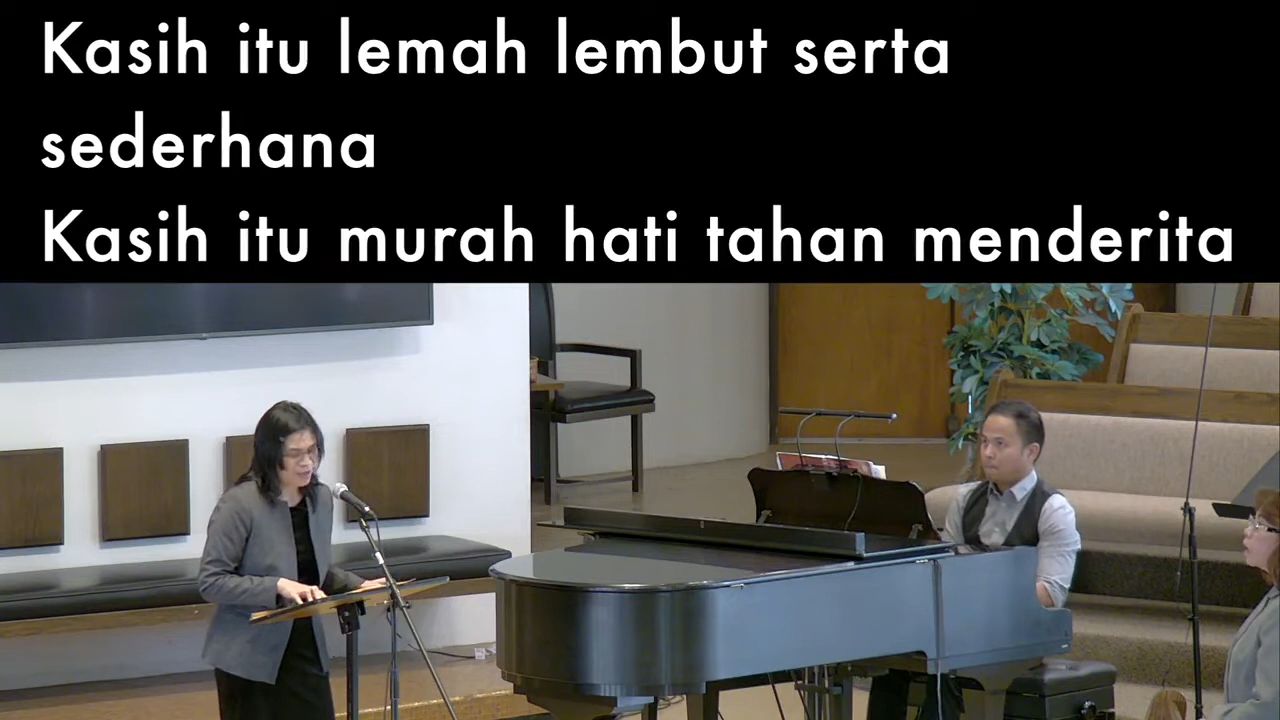 Kasih itu lemah lembut serta
sederhana
Kasih itu murah hati tahan menderita